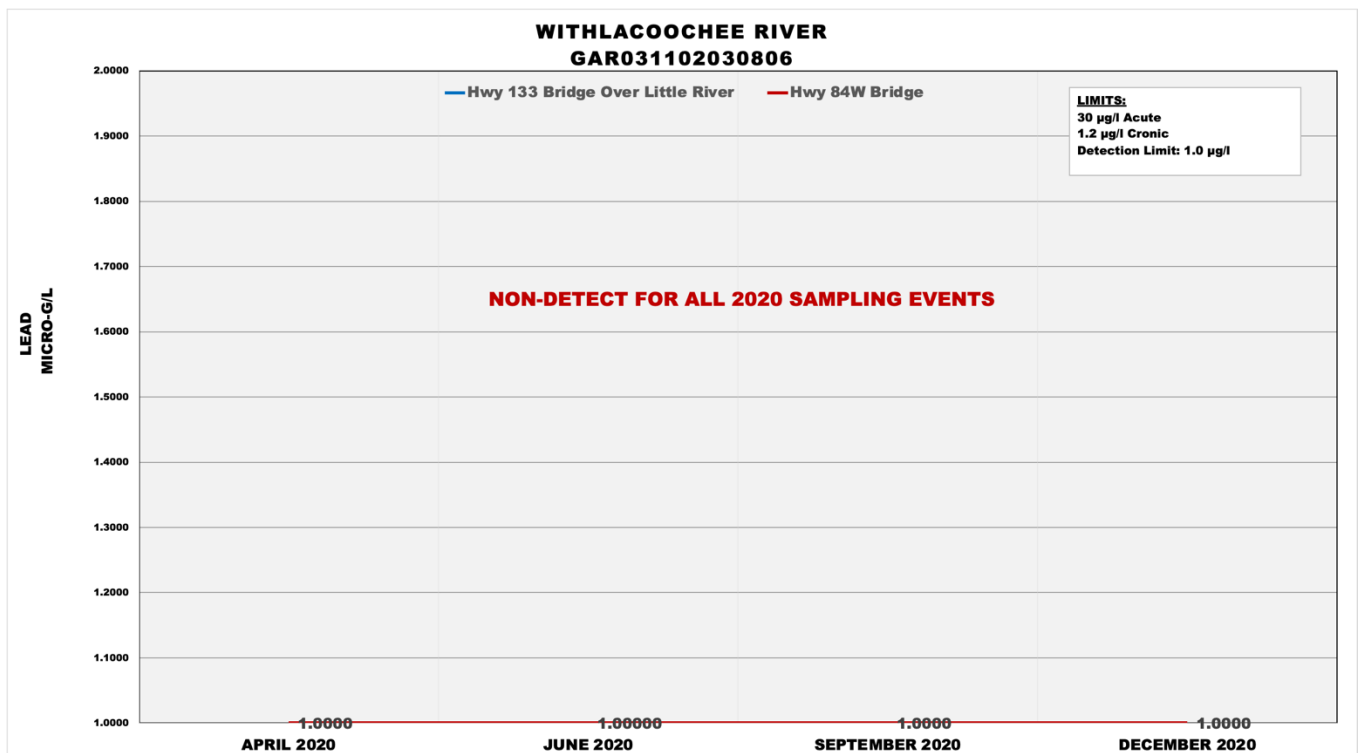 WITHLACOOCHEE RIVER
GAR031102030806
Hwy 133 Bridge Over Little River
Hwy 84W Bridge
LIMITS:
30 µg/l Acute
1.2 µg/l Cronic
Detection Limit: 1.0 µg/l
2.0000
1.9000
1.8000
1.7000
1.6000
1.5000
1.4000
1.3000
1.2000
1.1000
1.0000
LEAD
MICRO-G/L
NON-DETECT FOR ALL 2020 SAMPLING EVENTS
1.0000
1.00000
1.0000
1.0000
APRIL 2020
JUNE 2020
SEPTEMBER 2020
DECEMBER 2020